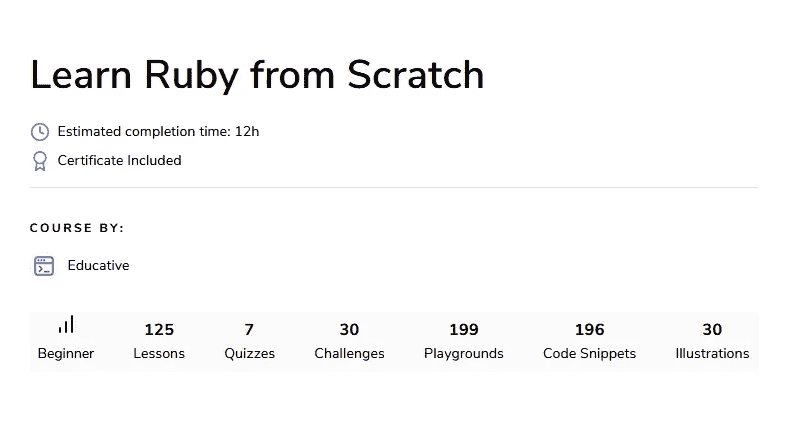 Learn Ruby from Scratch
Estimated completion time: 12h
Certificate Included
COURSE BY:
Educative
125 7 30 199 196 30
Beginner Lessons Quizzes Challenges Playgrounds Code Snippets Illustrations